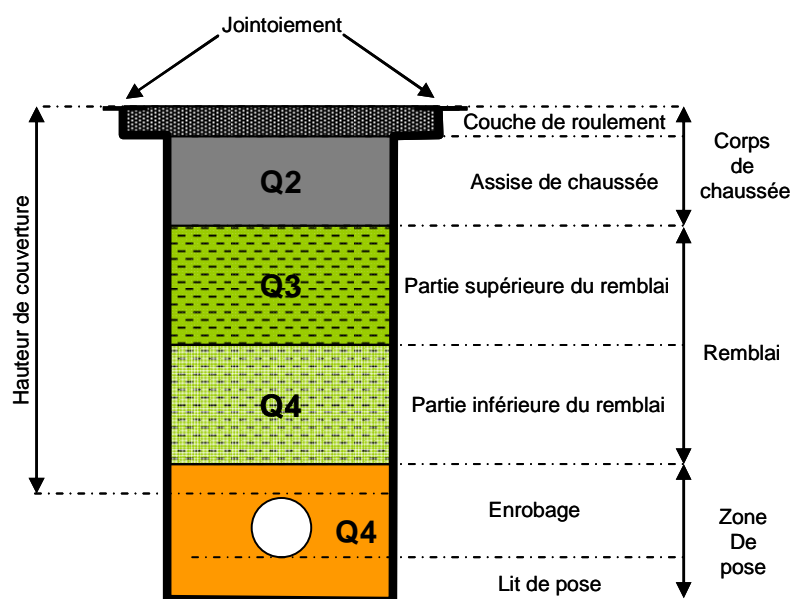 Jointoiement
Couche de roulement
Corps
de
chaussée
Q2
Assise de chaussée
Hauteur de couverture
Q3
Partie supérieure du remblai
Remblai
Q4
Partie inférieure du remblai
Enrobage
Q4
Zone
De
pose
Lit de pose